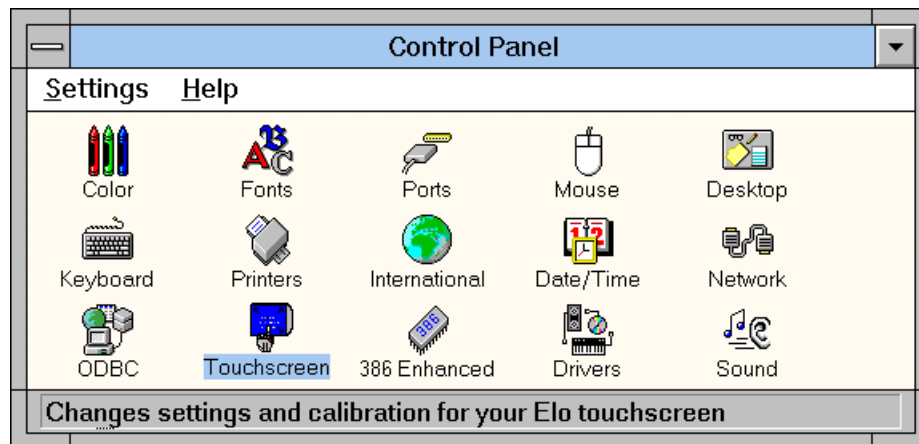 Control Panel
Settings Help
Color Fonts Ports Mouse Desktop
Keyboard Printers International Date/Time Network
ODBC Touchscreen 386 Enhanced Drivers Sound
Changes settings and calibration for your Elo touchscreen